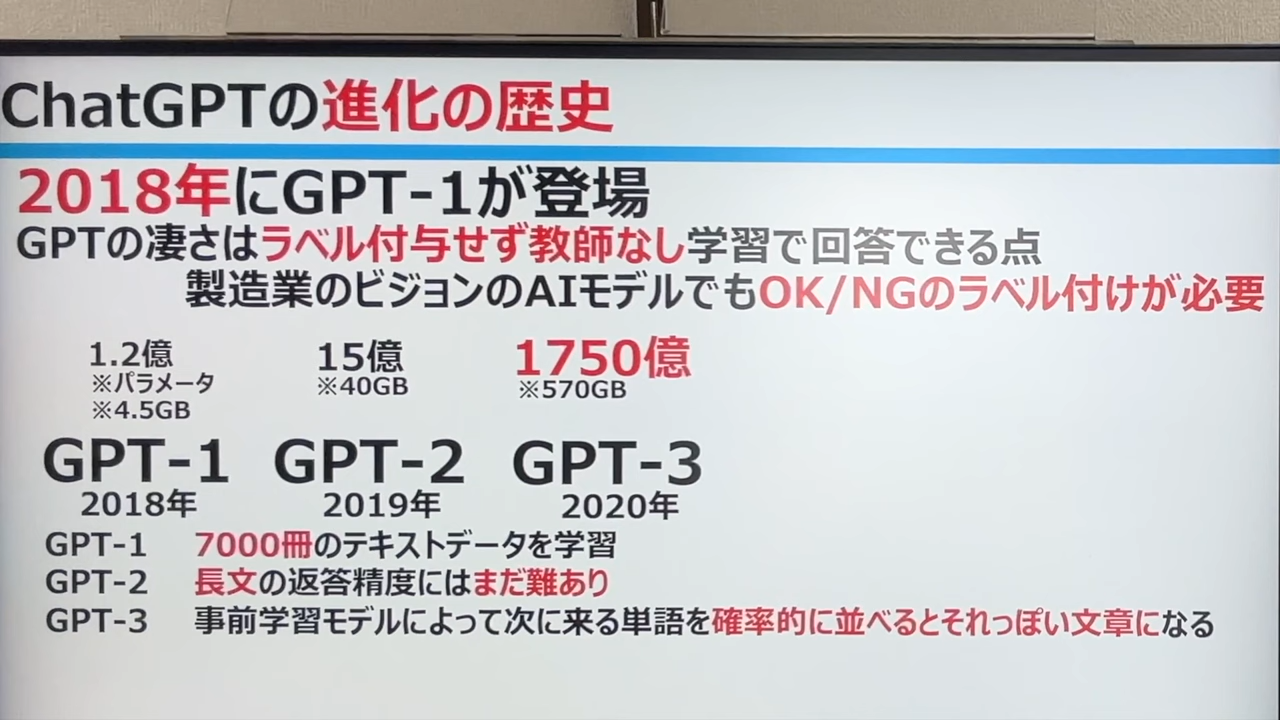 ChatGPTの進化の歴史
2018年にGPT-1が登場
GPTの凄さはラベル付与せず教師なし学習で回答できる点
製造業のビジョンのAIモデルでもOK/NGのラベル付けが必要
1.2億 15億 1750億
※パラメータ ※40GB ※570GB
※4.5GB
GPT-1 GPT-2 GPT-3
2018年 2019年 2020年
GPT-1 7000冊のテキストデータを学習
GPT-2 長文の返答精度にはまだ難あり
GPT-3 事前学習モデルによって次に来る単語を確率的に並べるとそれっぽい文章になる